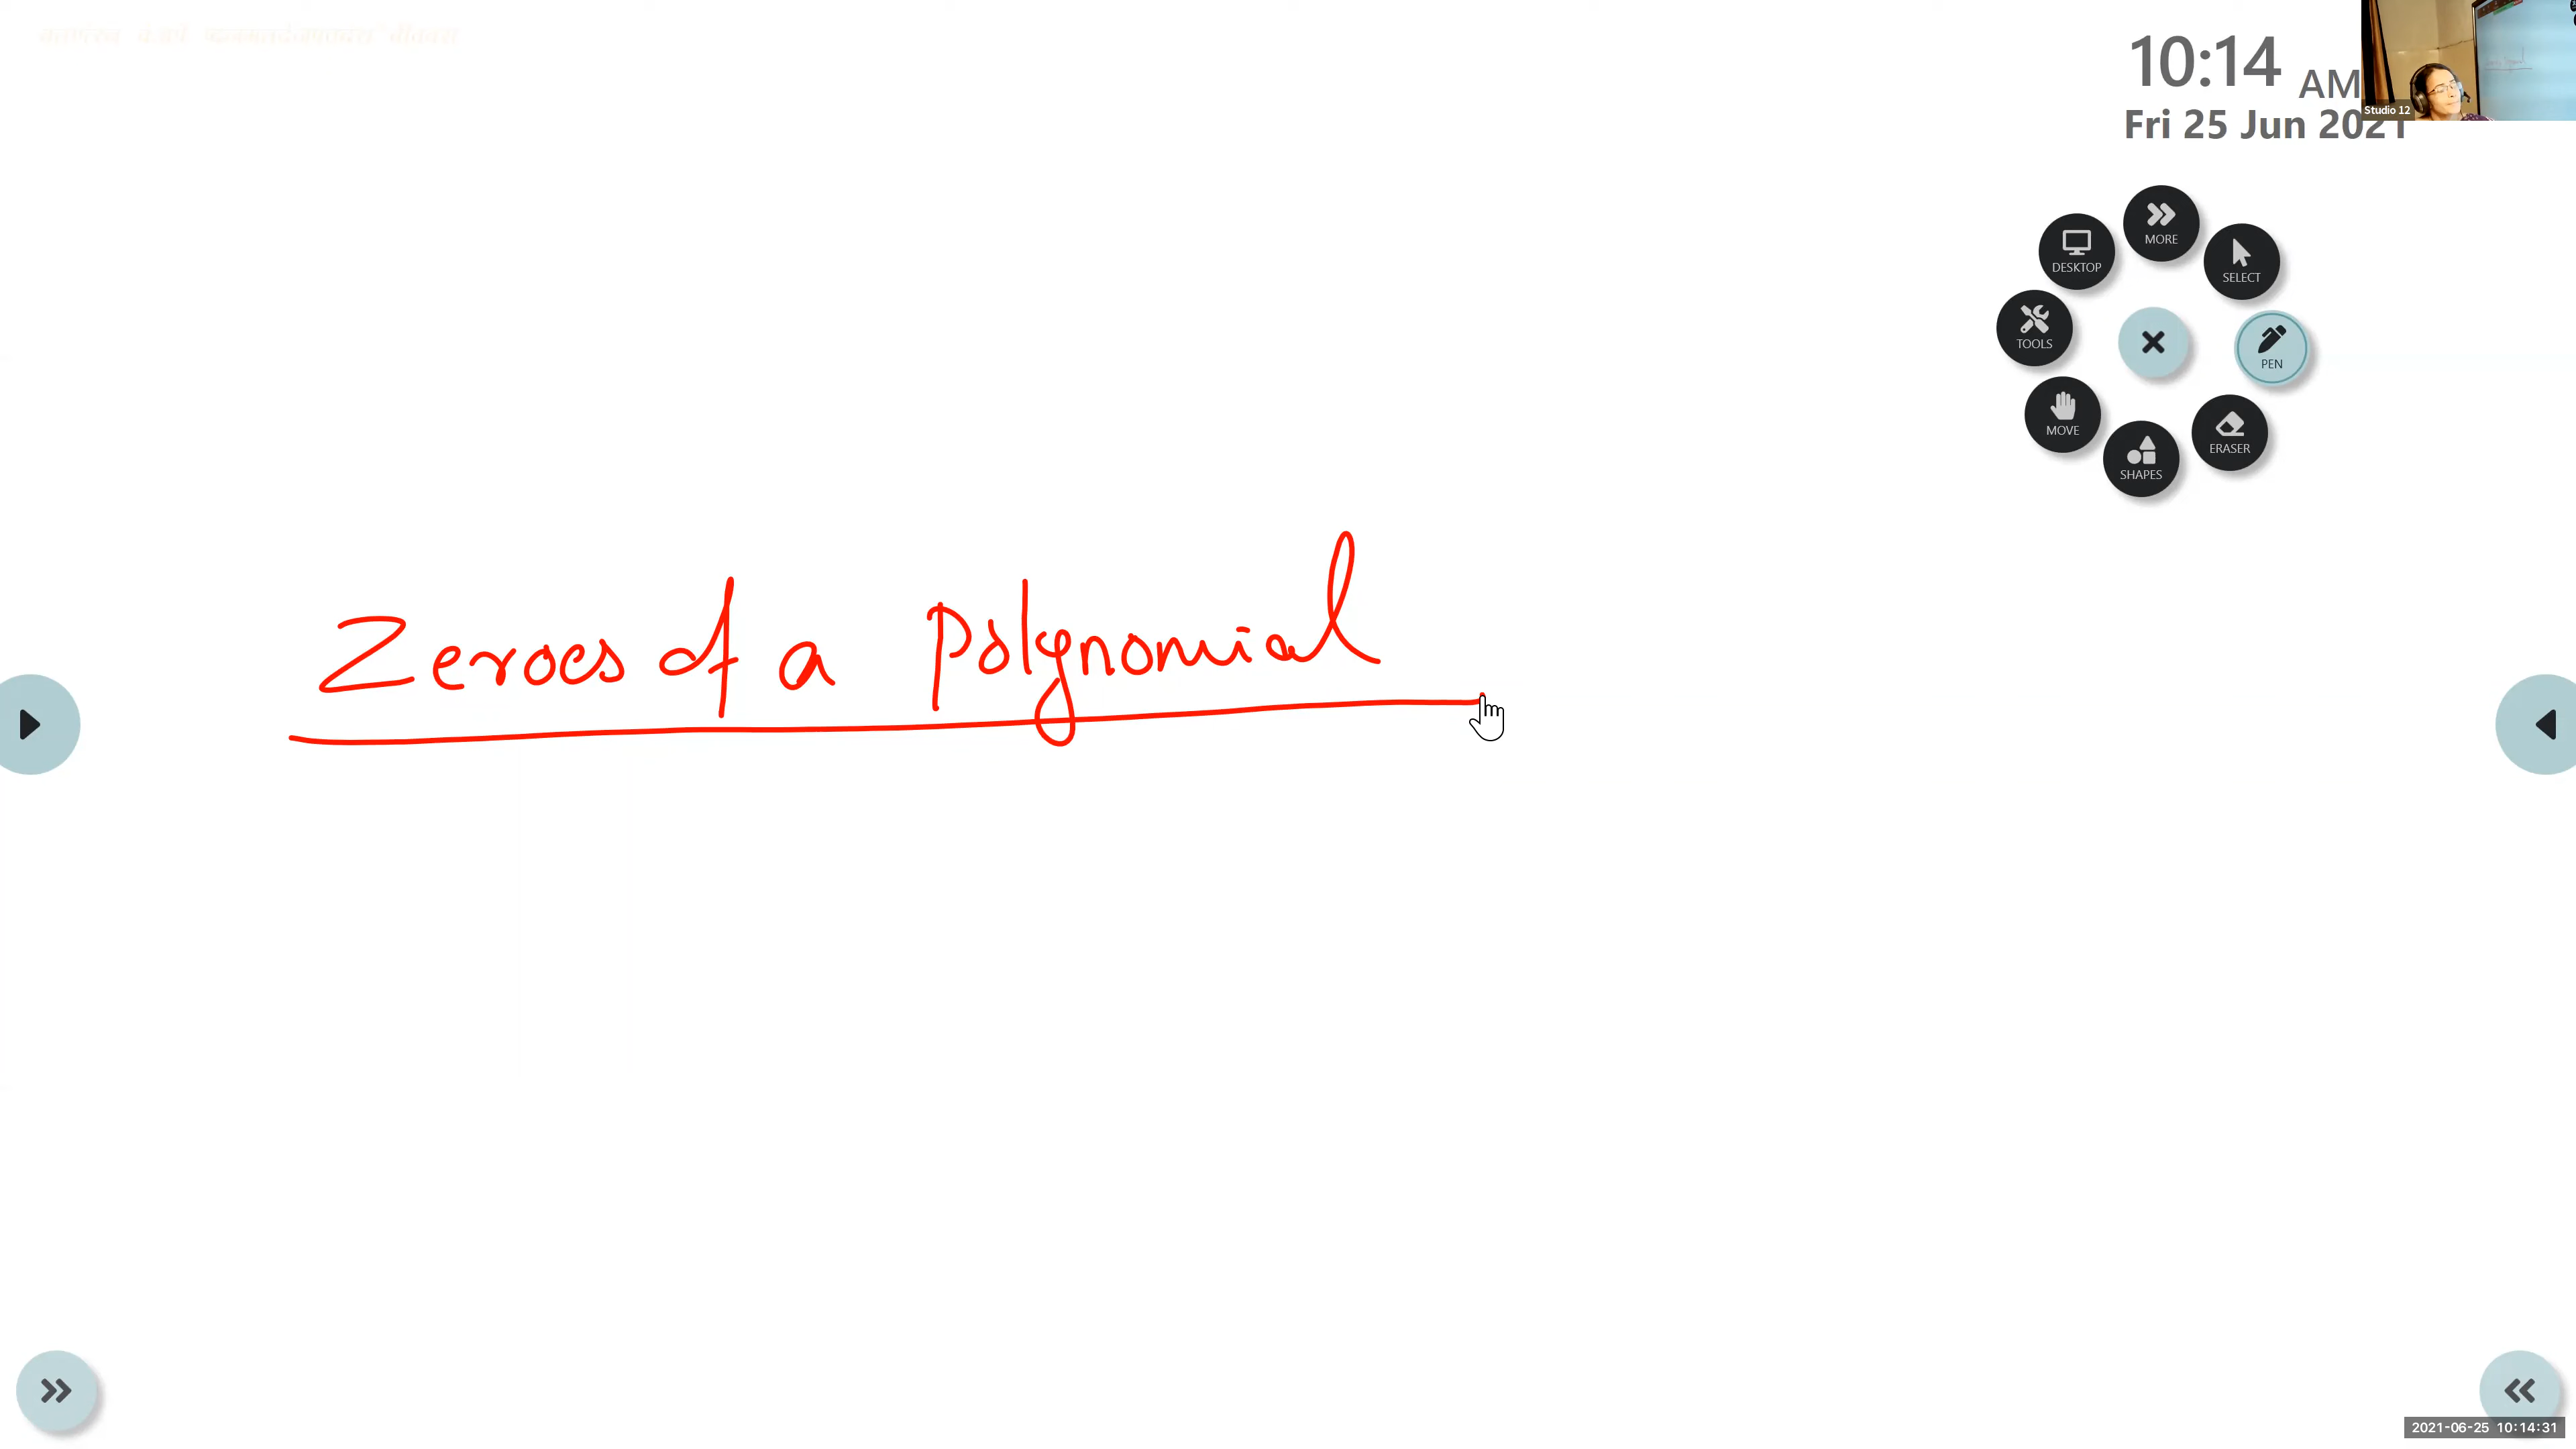 10:14 AM
Fri 25 Jun 2021
Studio 12
MORE
DESKTOP
SELECT
TOOLS
PEN
MOVE
ERASER
SHAPES
Zeroes of a Polynomial
2021-06-25 10:14:31